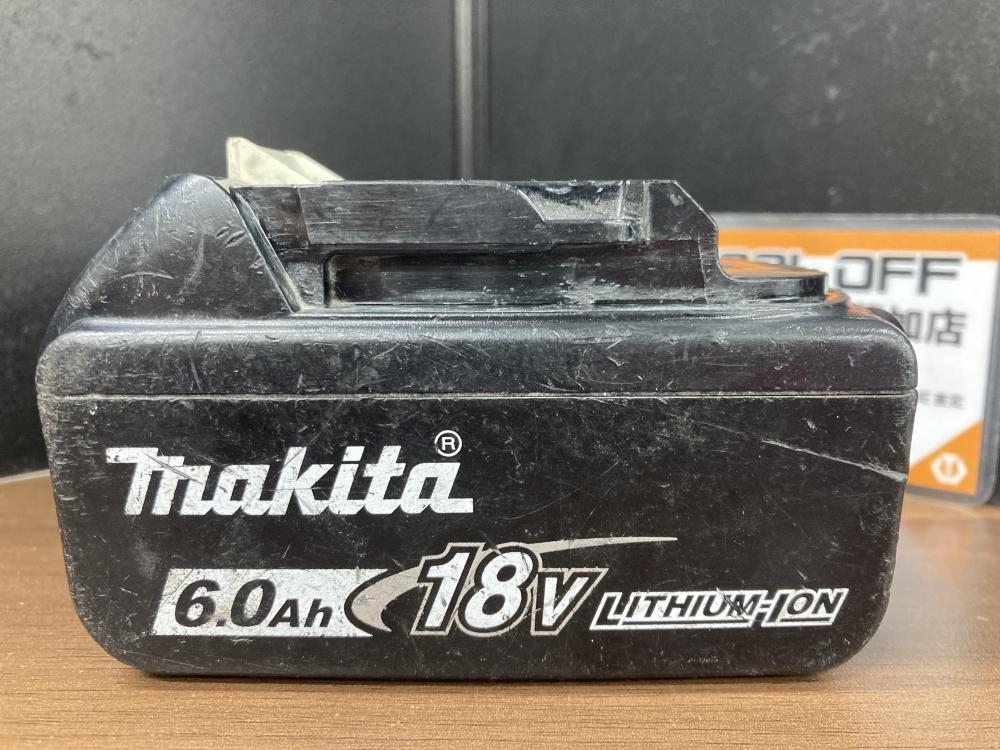 makita®
6.0Ah 18V LITHIUM-ION
OFF
加店